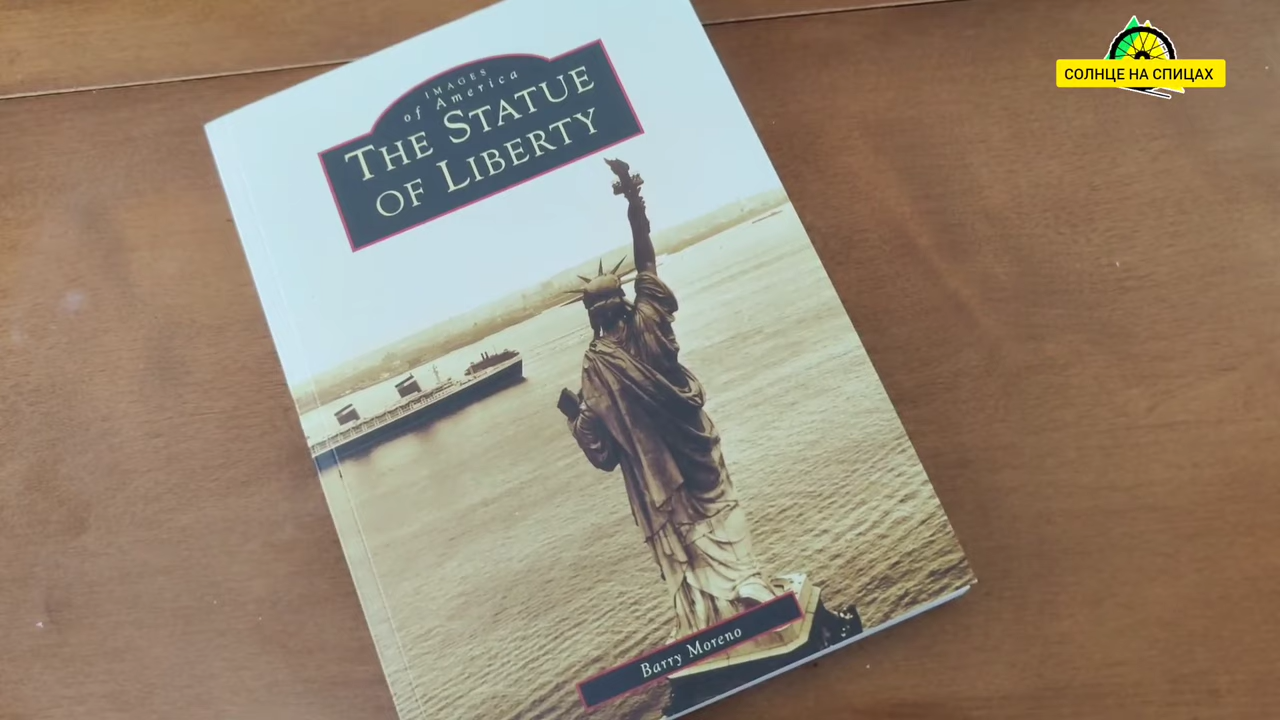 IMAGES
of America
THE STATUE
OF LIBERTY
Barry Moreno
СОЛНЦЕ НА СПИЦАХ